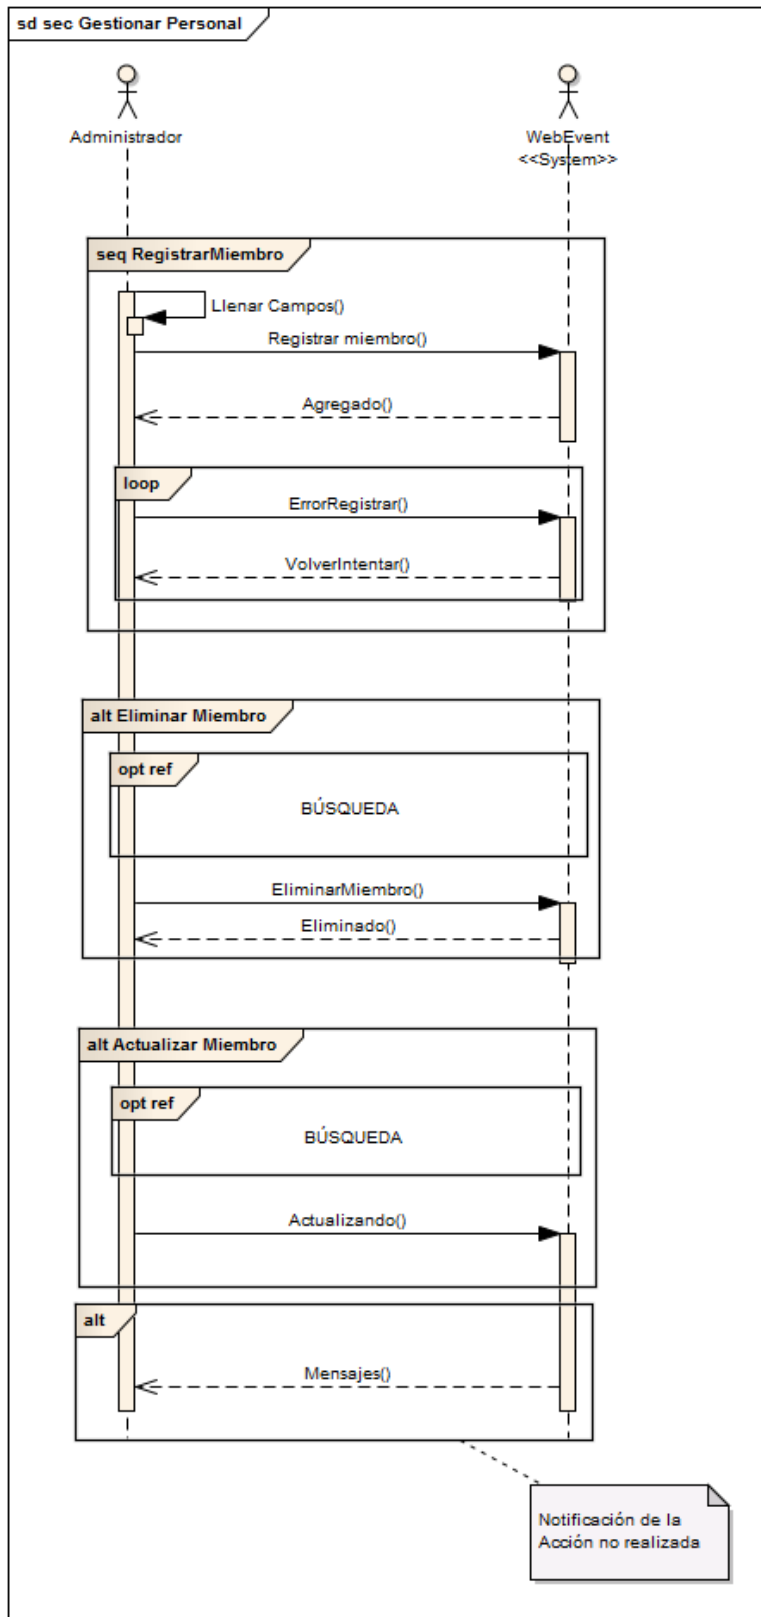 sd sec Gestionar Personal
Administrador
WebEvent
<<System>>
seq RegistrarMiembro
Llenar Campos()
Registrar miembro()
Agregado()
loop
ErrorRegistrar()
VolverIntentar()
alt Eliminar Miembro
opt ref
BÚSQUEDA
EliminarMiembro()
Eliminado()
alt Actualizar Miembro
opt ref
BÚSQUEDA
Actualizando()
alt
Mensajes()
Notificación de la
Acción no realizada